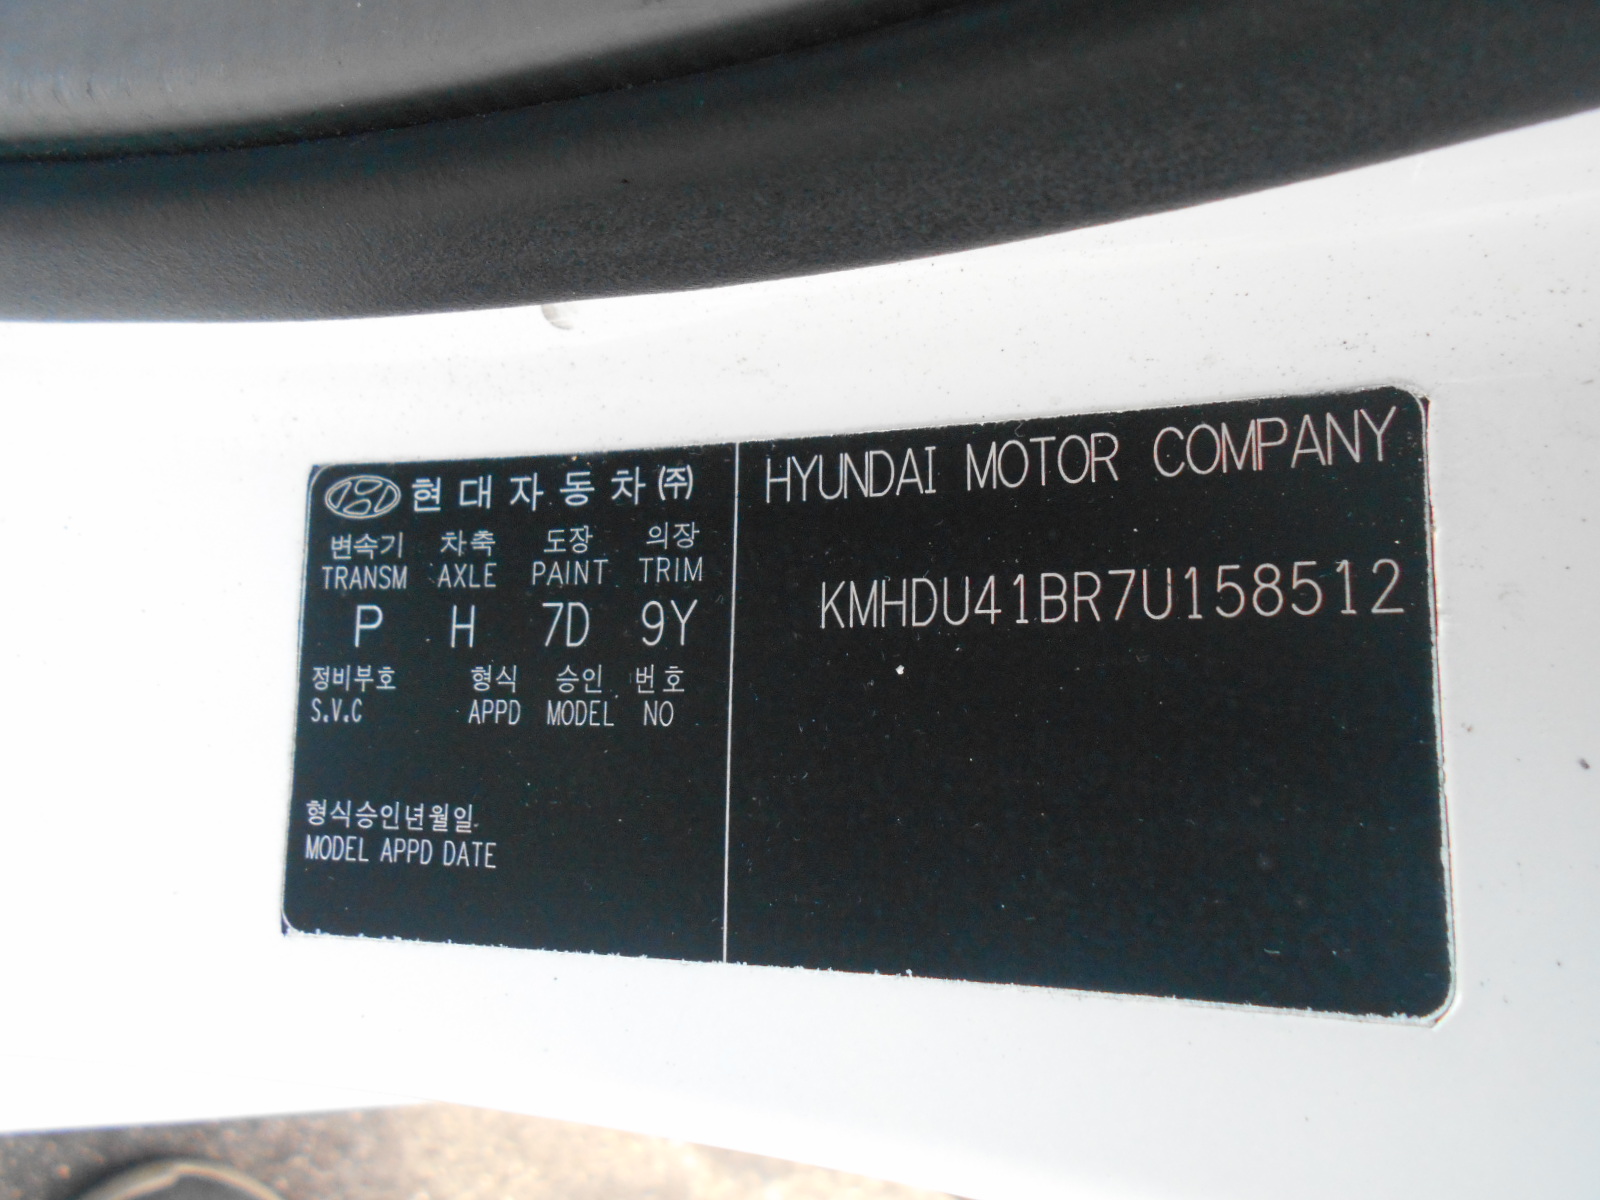 현대자동차(주)
변속기 차축 도장 의장
TRANSM AXLE PAINT TRIM
P H 7D 9Y
정비부호 형식 승인 번호
S.V.C APPD MODEL NO
형식승인년월일
MODEL APPD DATE
HYUNDAI MOTOR COMPANY
KMHDU41BR7U158512